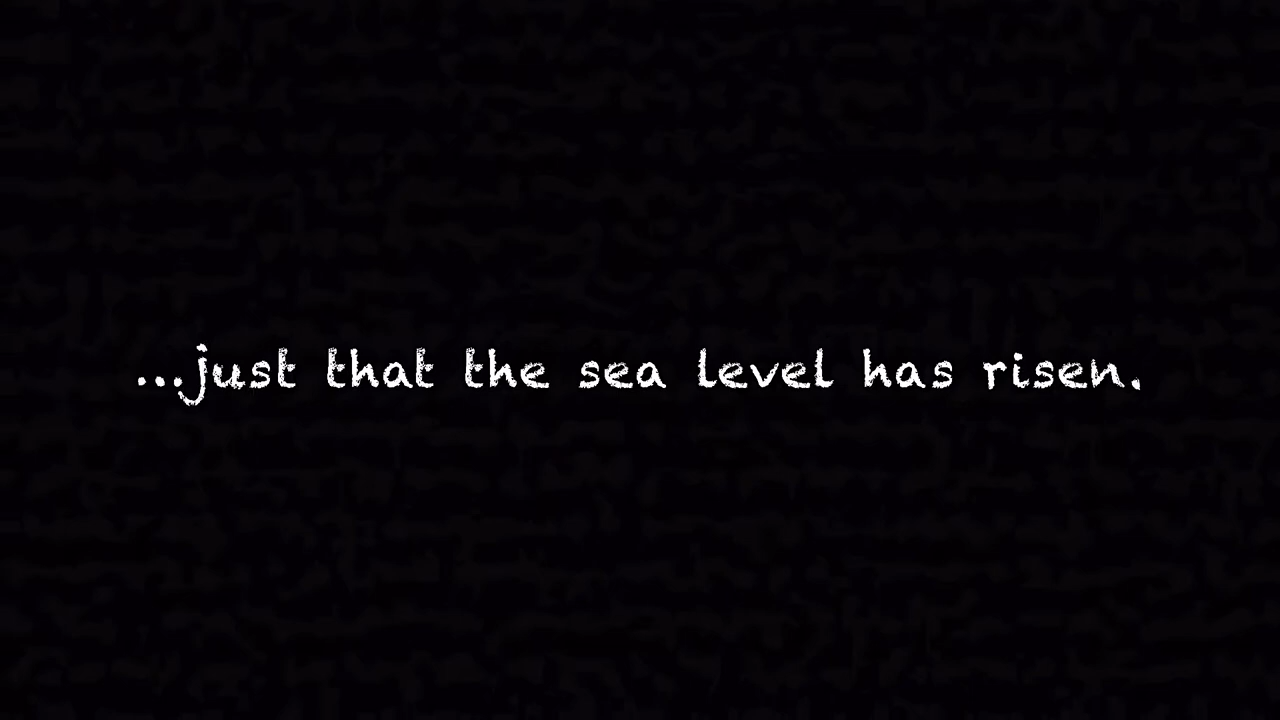 ...just that the sea level has risen.